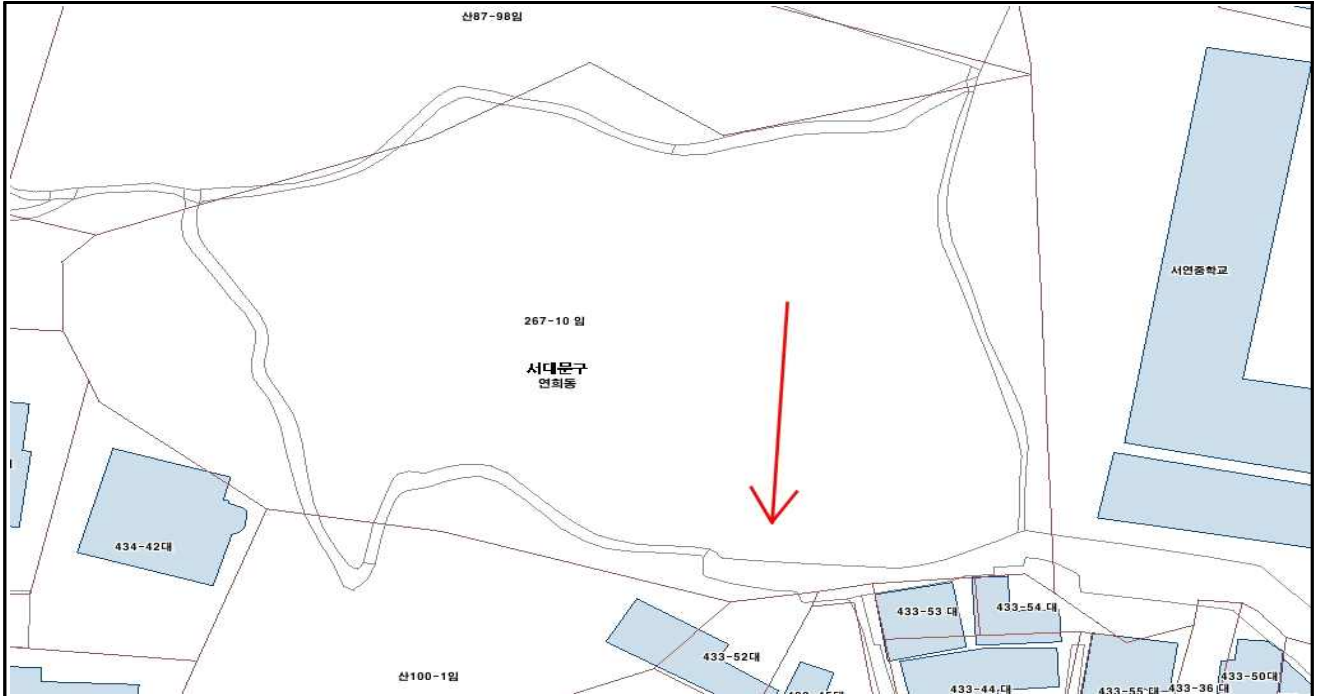 산87-98임
서연중학교
267-10 임
서대문구
연희동
434-42대
433-53 대
433-54 대
433-52대
산100-1임
433-44 대
433-55대
433-36 대
433-50대